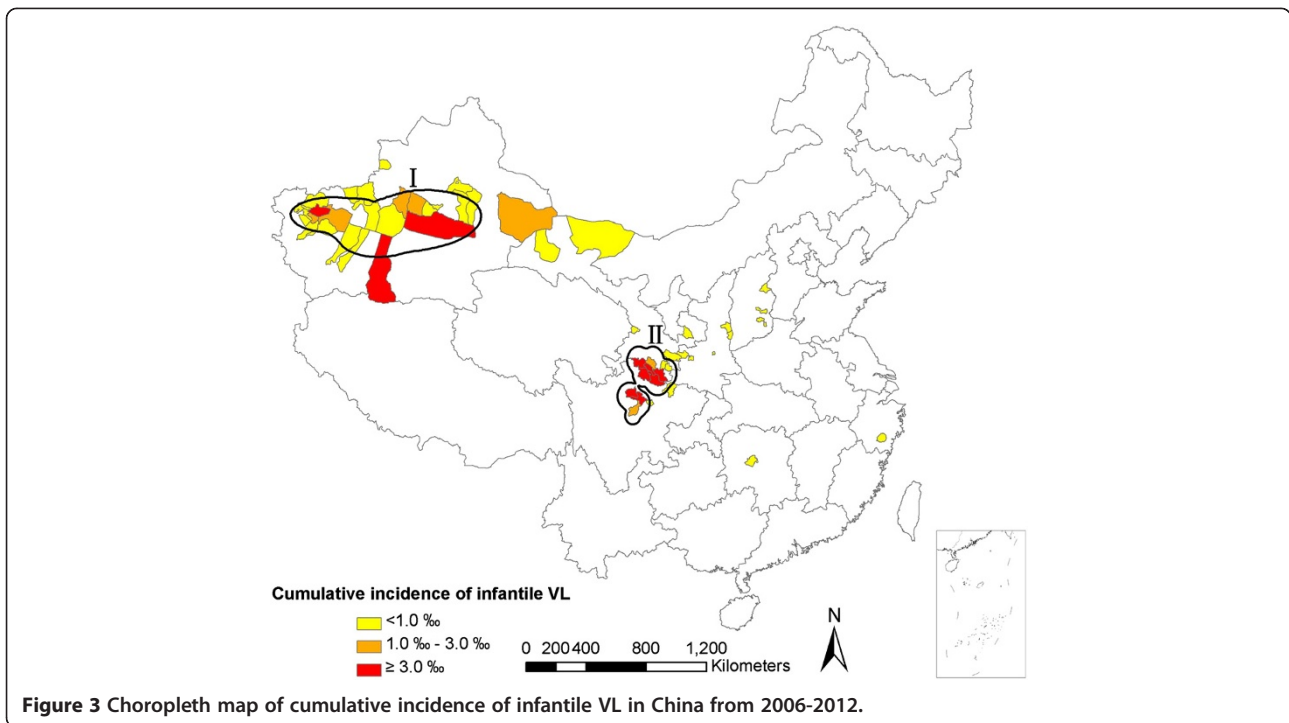 I
II
Cumulative incidence of infantile VL
<1.0 ‰
1.0 ‰ - 3.0 ‰
≥ 3.0 ‰
0 200 400 800 1,200
Kilometers
N
Figure 3 Choropleth map of cumulative incidence of infantile VL in China from 2006-2012.